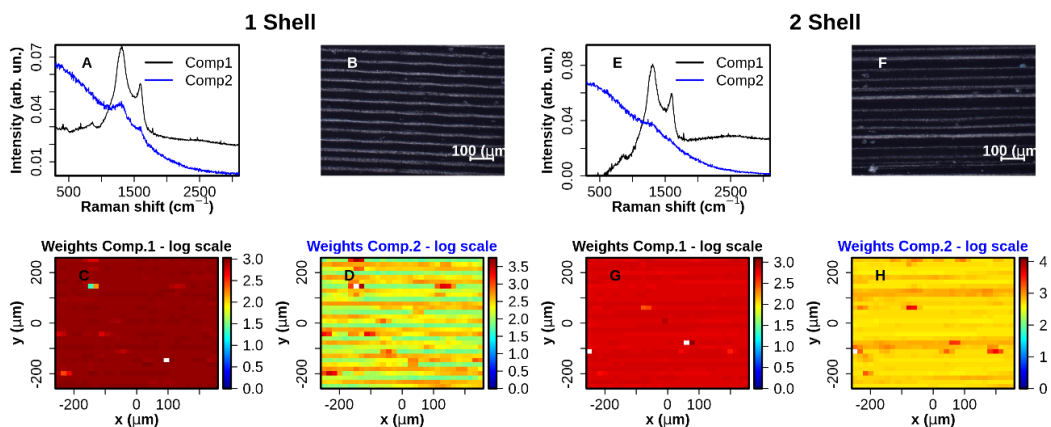 1 Shell
2 Shell
A
Comp1
Comp2
Intensity (arb. un.)
0.07
0.04
0.01
500
1500
2500
Raman shift (cm−1)
B
100 (μm
E
Comp1
Comp2
Intensity (arb. un.)
0.08
0.04
0.00
500
1500
2500
Raman shift (cm−1)
F
100 (μm
Weights Comp.1 - log scale
C
y (μm)
200
0
-200
-200
0
100
x (μm)
3.0
2.5
2.0
1.5
1.0
0.5
0.0
Weights Comp.2 - log scale
D
y (μm)
200
0
-200
-200
0
100
x (μm)
3.5
3.0
2.5
2.0
1.5
1.0
0.5
0.0
Weights Comp.1 - log scale
G
y (μm)
200
0
-200
-200
0
100
x (μm)
3.0
2.5
2.0
1.5
1.0
0.5
0.0
Weights Comp.2 - log scale
H
y (μm)
200
0
-200
-200
0
100
x (μm)
4
3
2
1
0